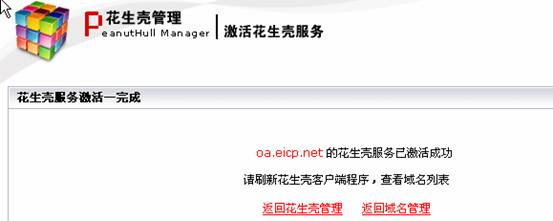 花生壳管理
PeanutHull Manager
激活花生壳服务
花生壳服务激活—完成
oa.eicp.net 的花生壳服务已激活成功
请刷新花生壳客户端程序，查看域名列表
返回花生壳管理 返回域名管理